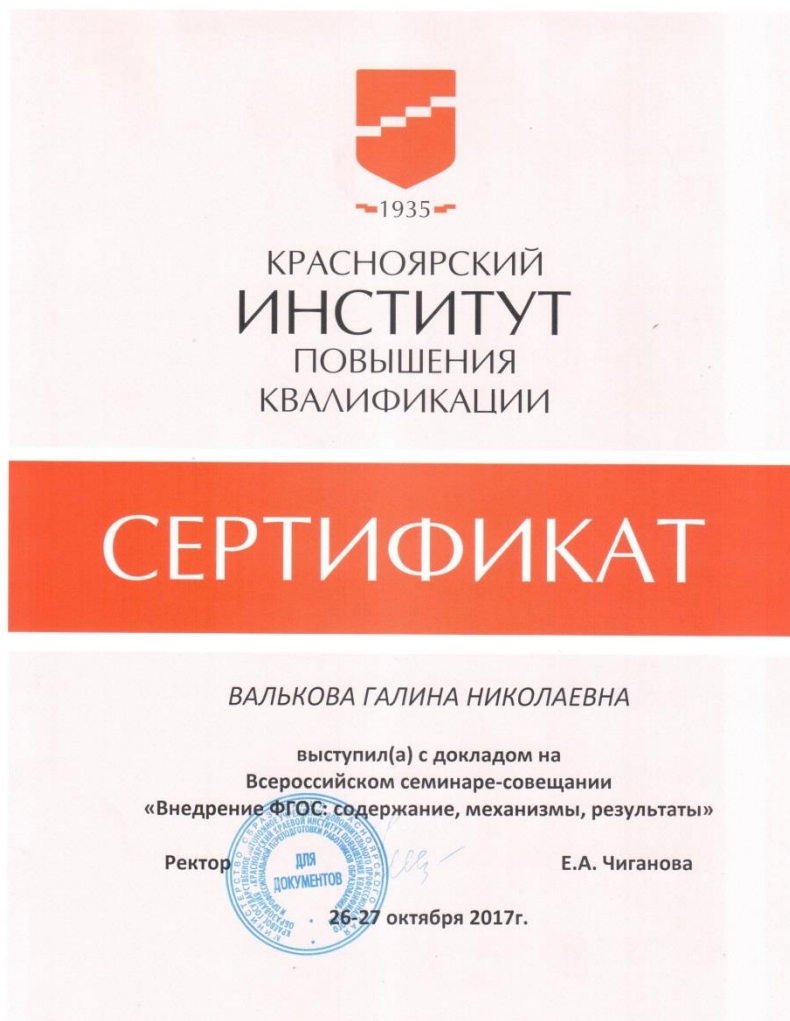 1935
КРАСНОЯРСКИЙ
ИНСТИТУТ
ПОВЫШЕНИЯ
КВАЛИФИКАЦИИ
СЕРТИФИКАТ
ВАЛЬКОВА ГАЛИНА НИКОЛАЕВНА
выступил(а) с докладом на
Всероссийском семинаре-совещании
«Внедрение ФГОС: содержание, механизмы, результаты»
Ректор
Е.А. Чиганова
ДЛЯ
ДОКУМЕНТОВ
26-27 октября 2017г.